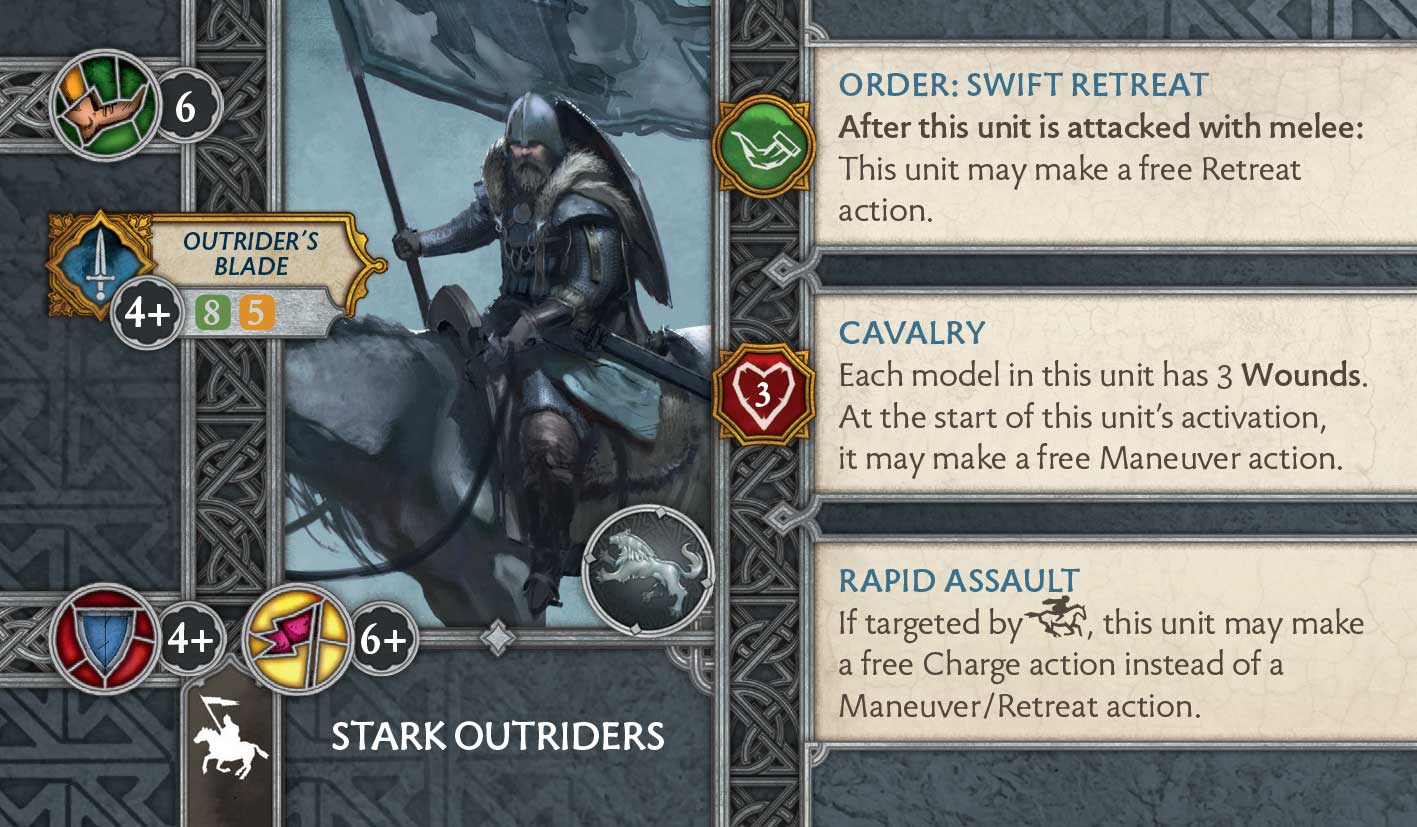 6
OUTRIDER'S
BLADE
4+ 8 5
4+ 6+
STARK OUTRIDERS
ORDER: SWIFT RETREAT
After this unit is attacked with melee:
This unit may make a free Retreat
action.
3
CAVALRY
Each model in this unit has 3 Wounds.
At the start of this unit's activation,
it may make a free Maneuver action.
RAPID ASSAULT
If targeted by , this unit may make
a free Charge action instead of a
Maneuver/Retreat action.